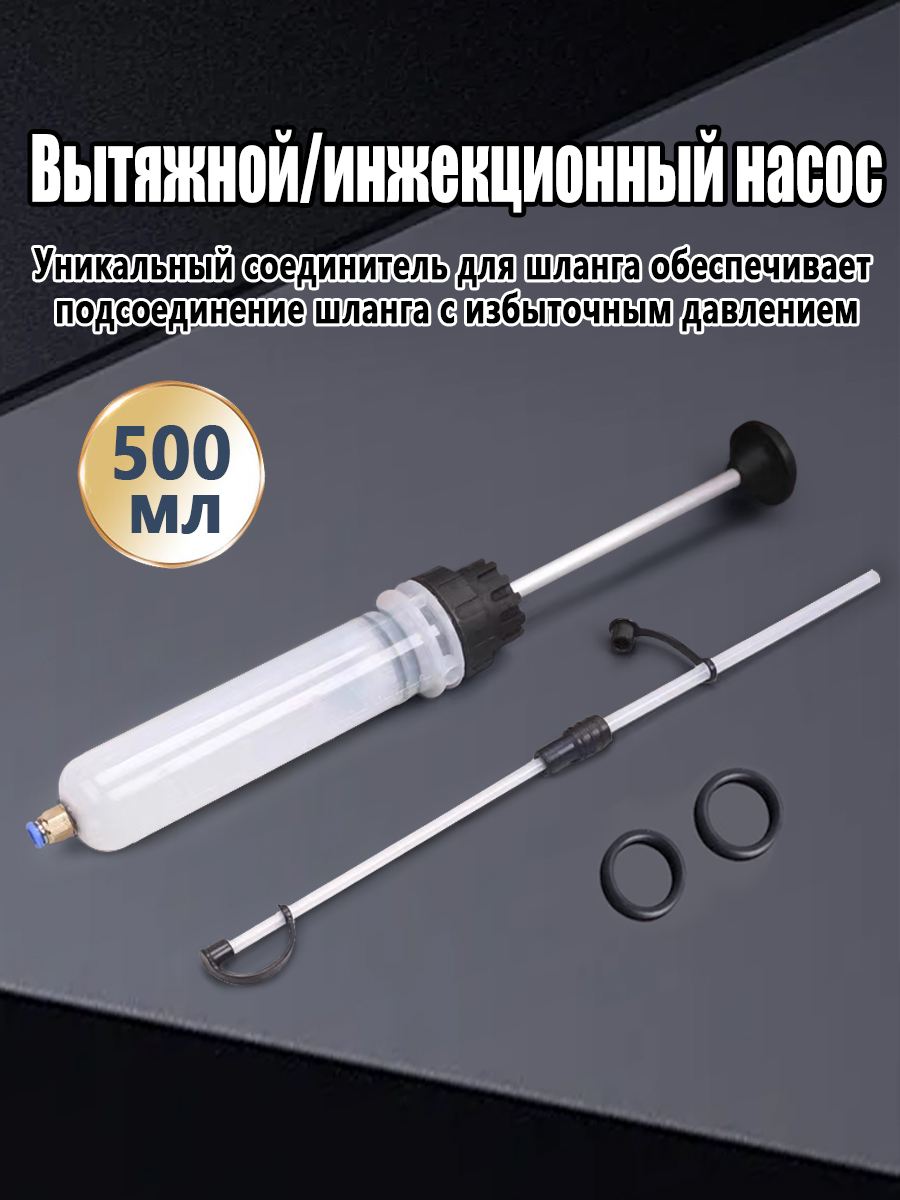 Вытяжной/инжекционный насос
Уникальный соединитель для шланга обеспечивает
подсоединение шланга с избыточным давлением
500
мл